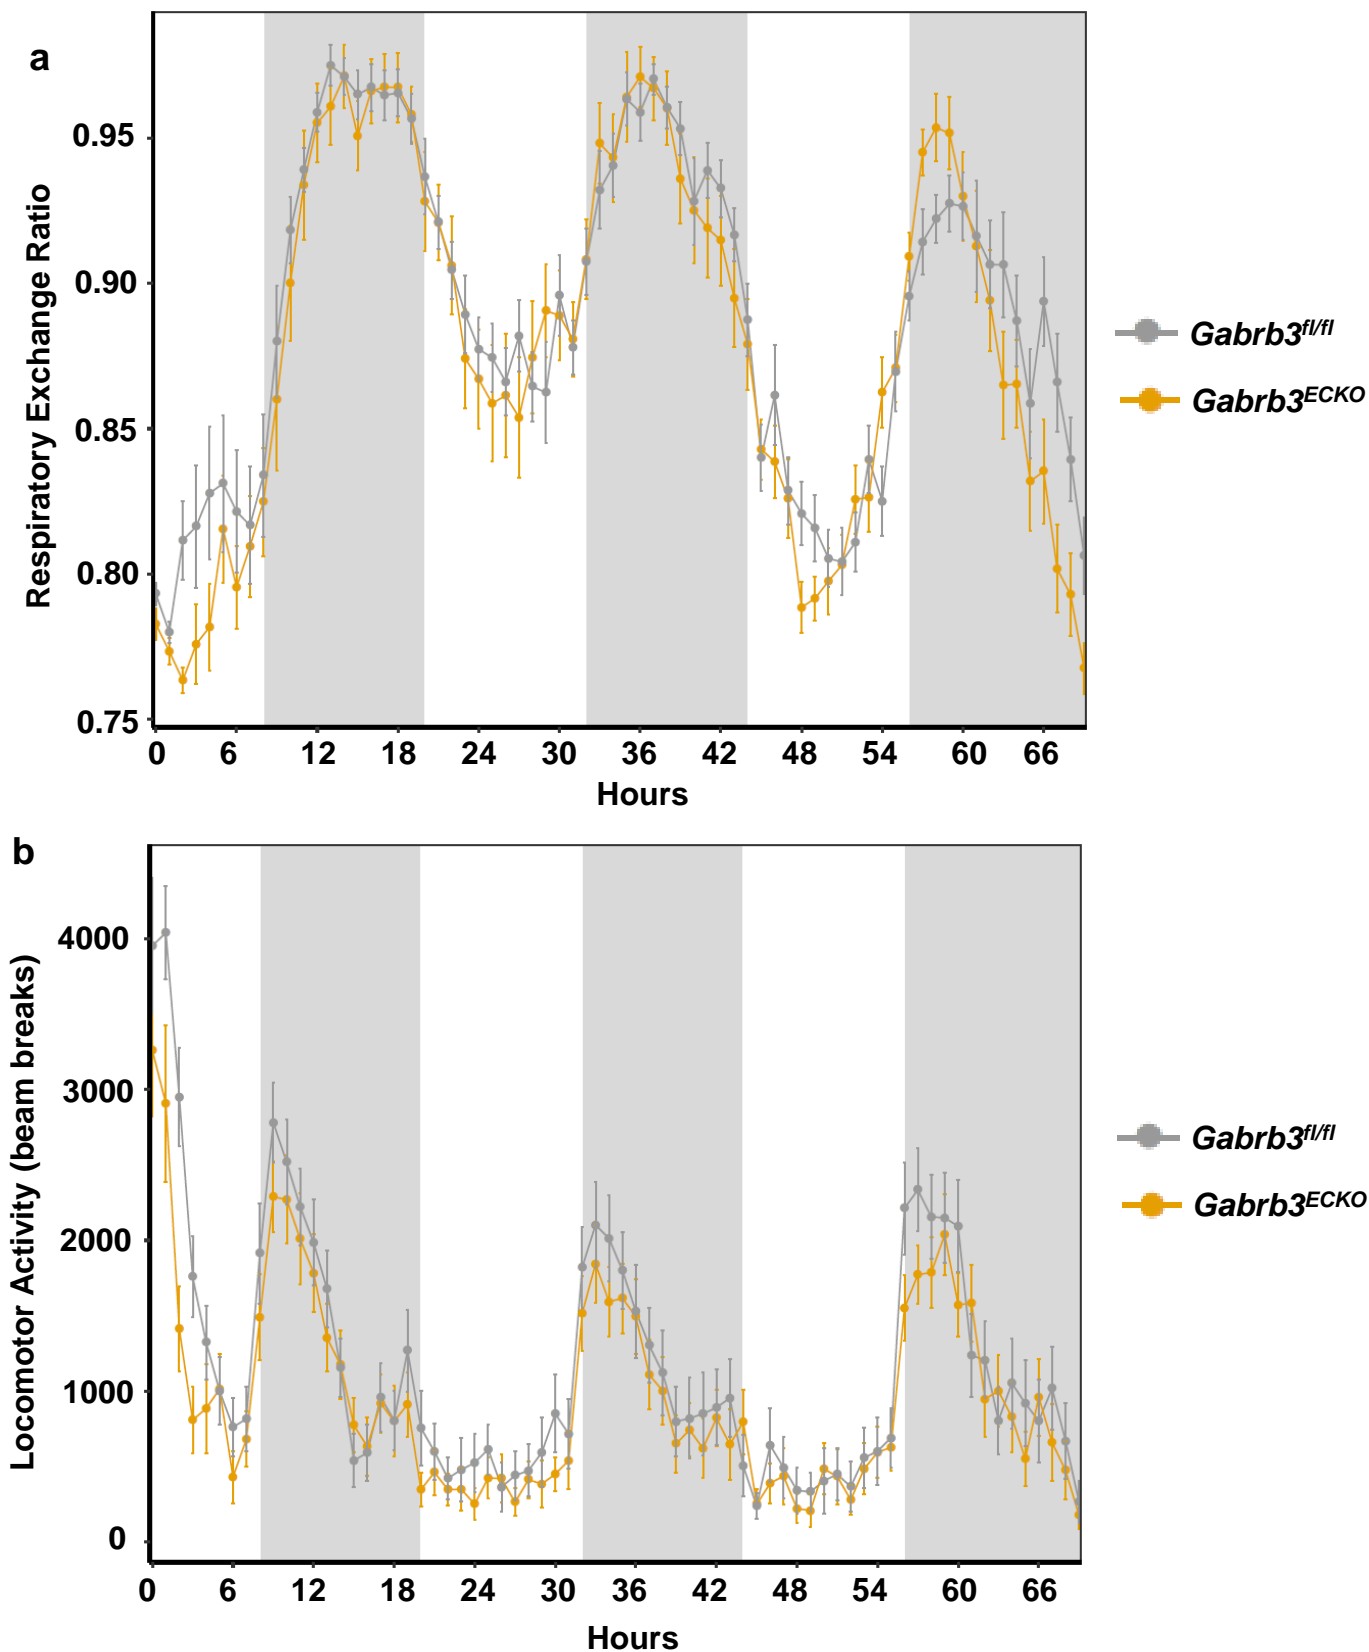 a
Respiratory Exchange Ratio
0.95
0.90
0.85
0.80
0.75
0 6 12 18 24 30 36 42 48 54 60 66
Hours
Gabrb3fl/fl
Gabrb3ECKO
b
Locomotor Activity (beam breaks)
4000
3000
2000
1000
0
0 6 12 18 24 30 36 42 48 54 60 66
Hours
Gabrb3fl/fl
Gabrb3ECKO